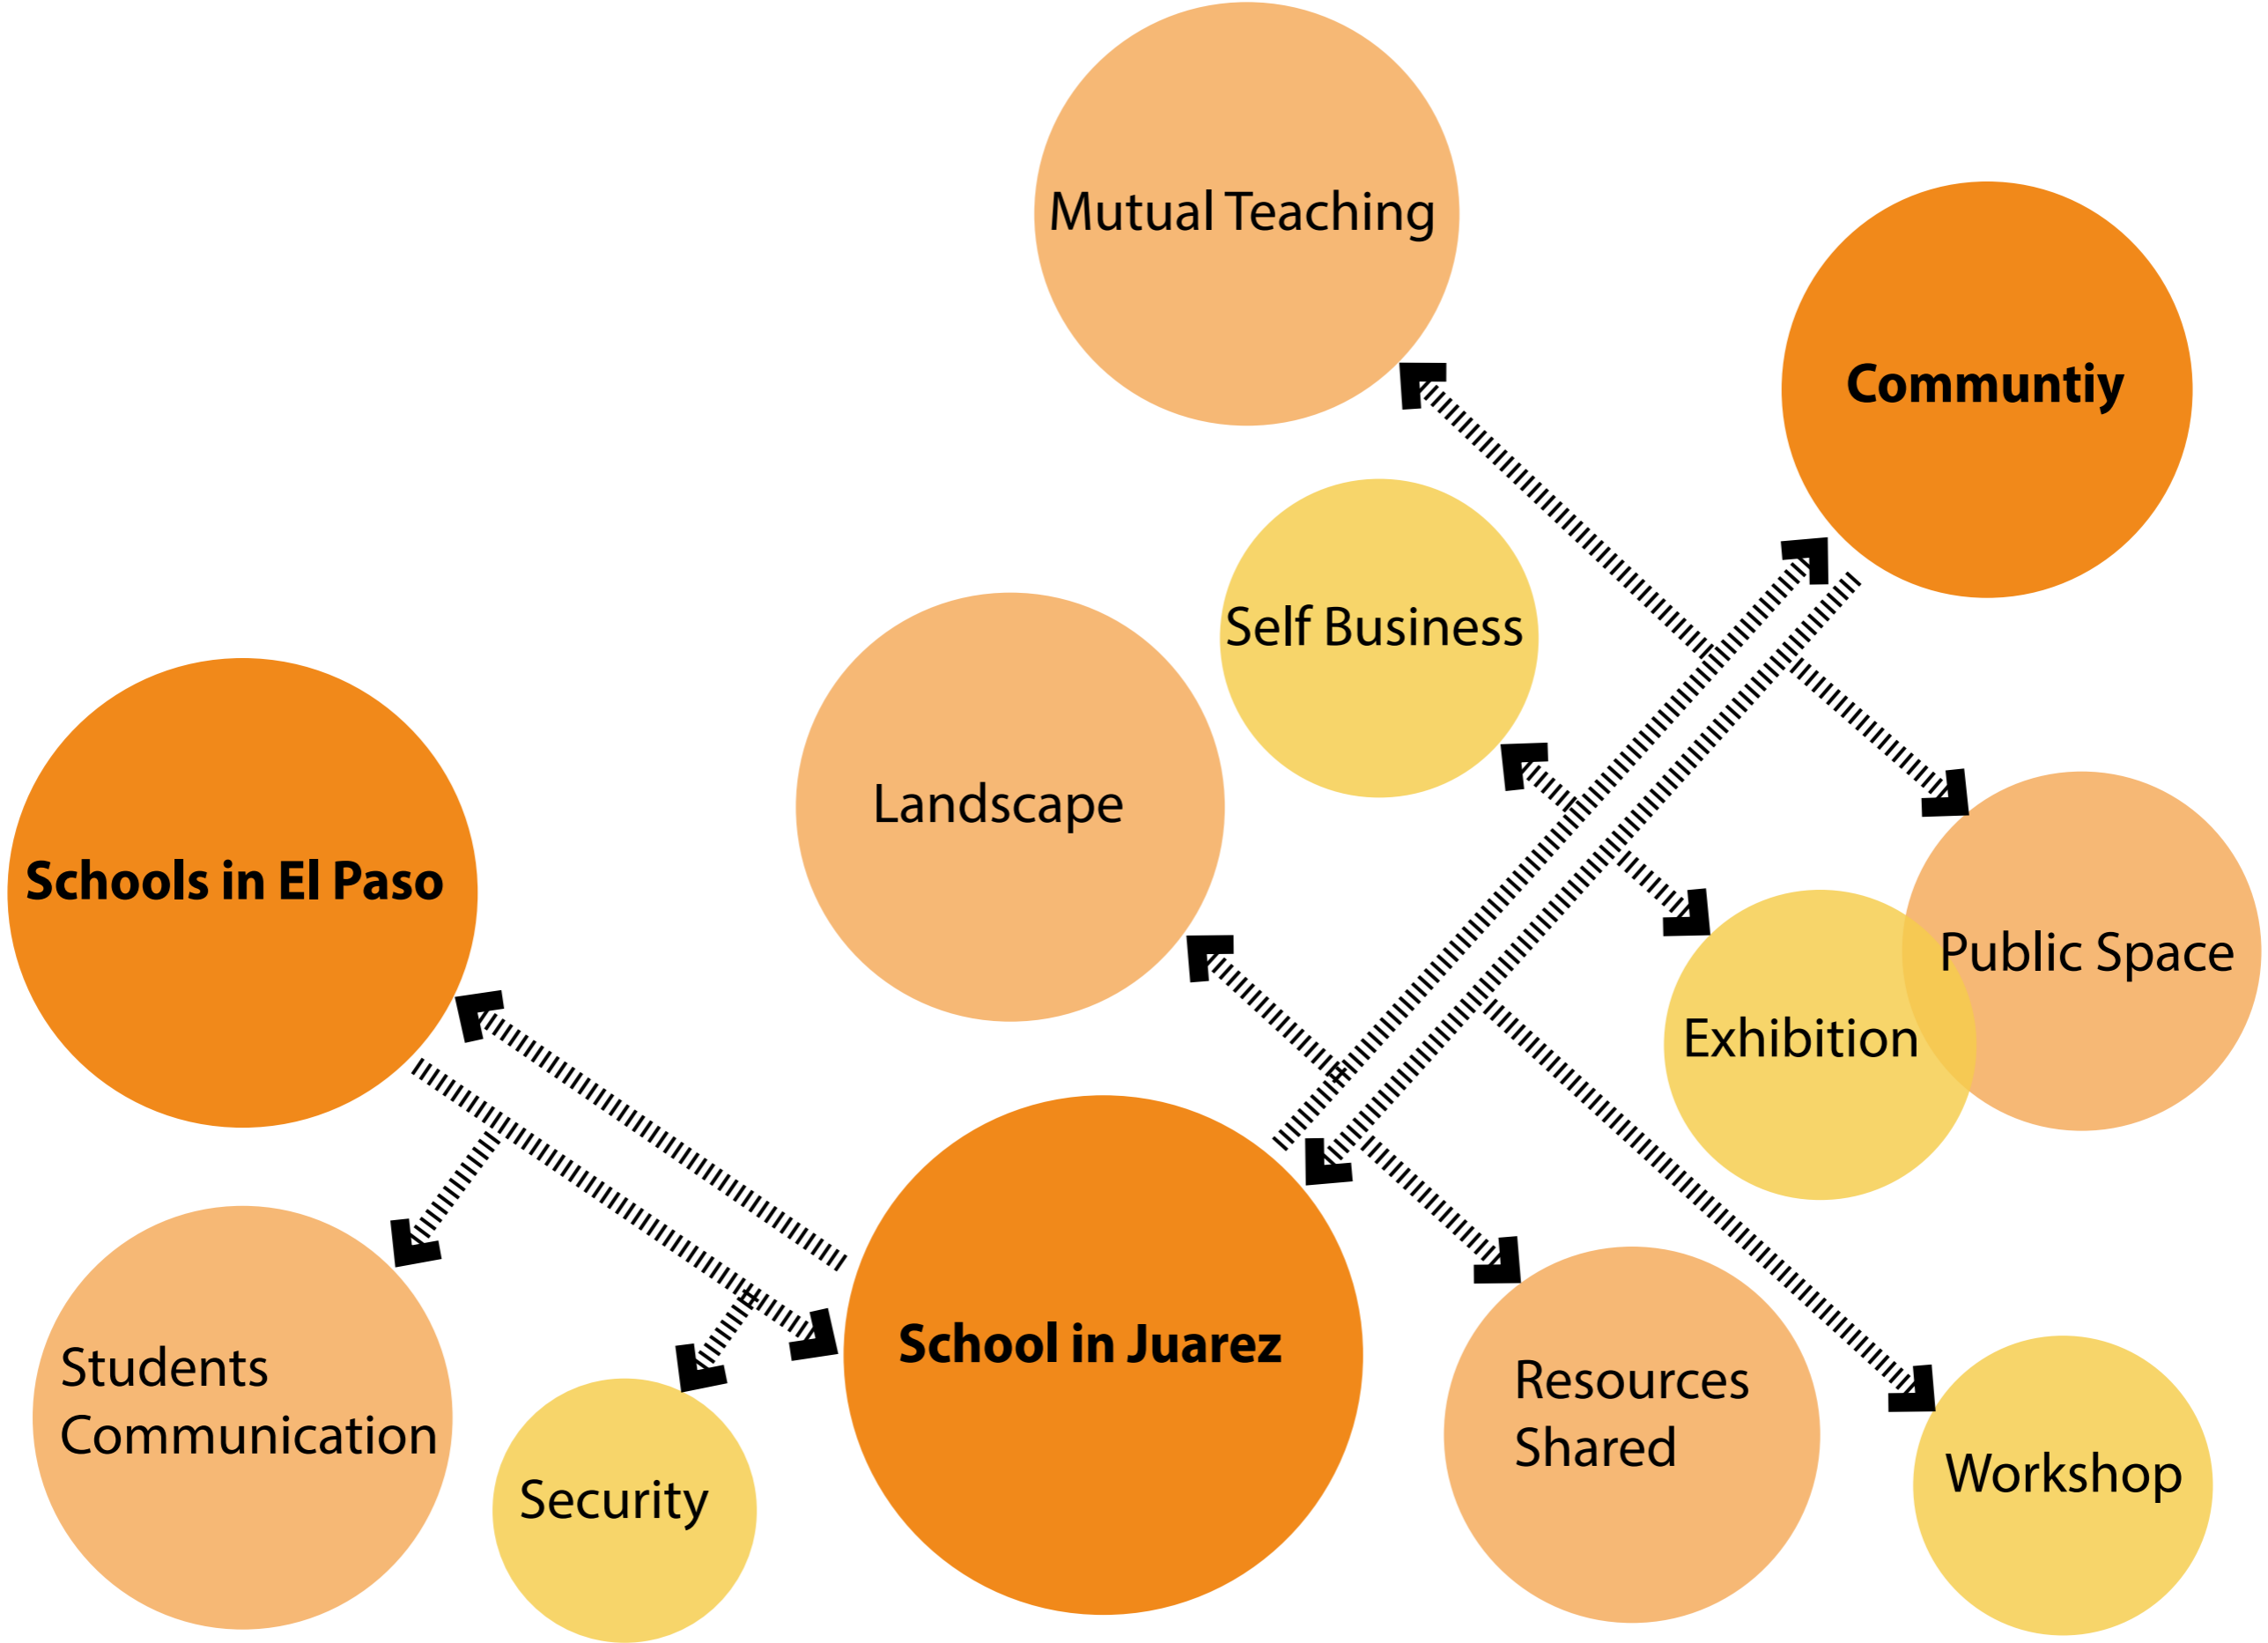 Mutual Teaching
Communtiy
Self Business
Landscape
Schools in El Paso
Public Space
Exhibition
School in Juarez
Students
Communication
Resources
Shared
Security
Workshop